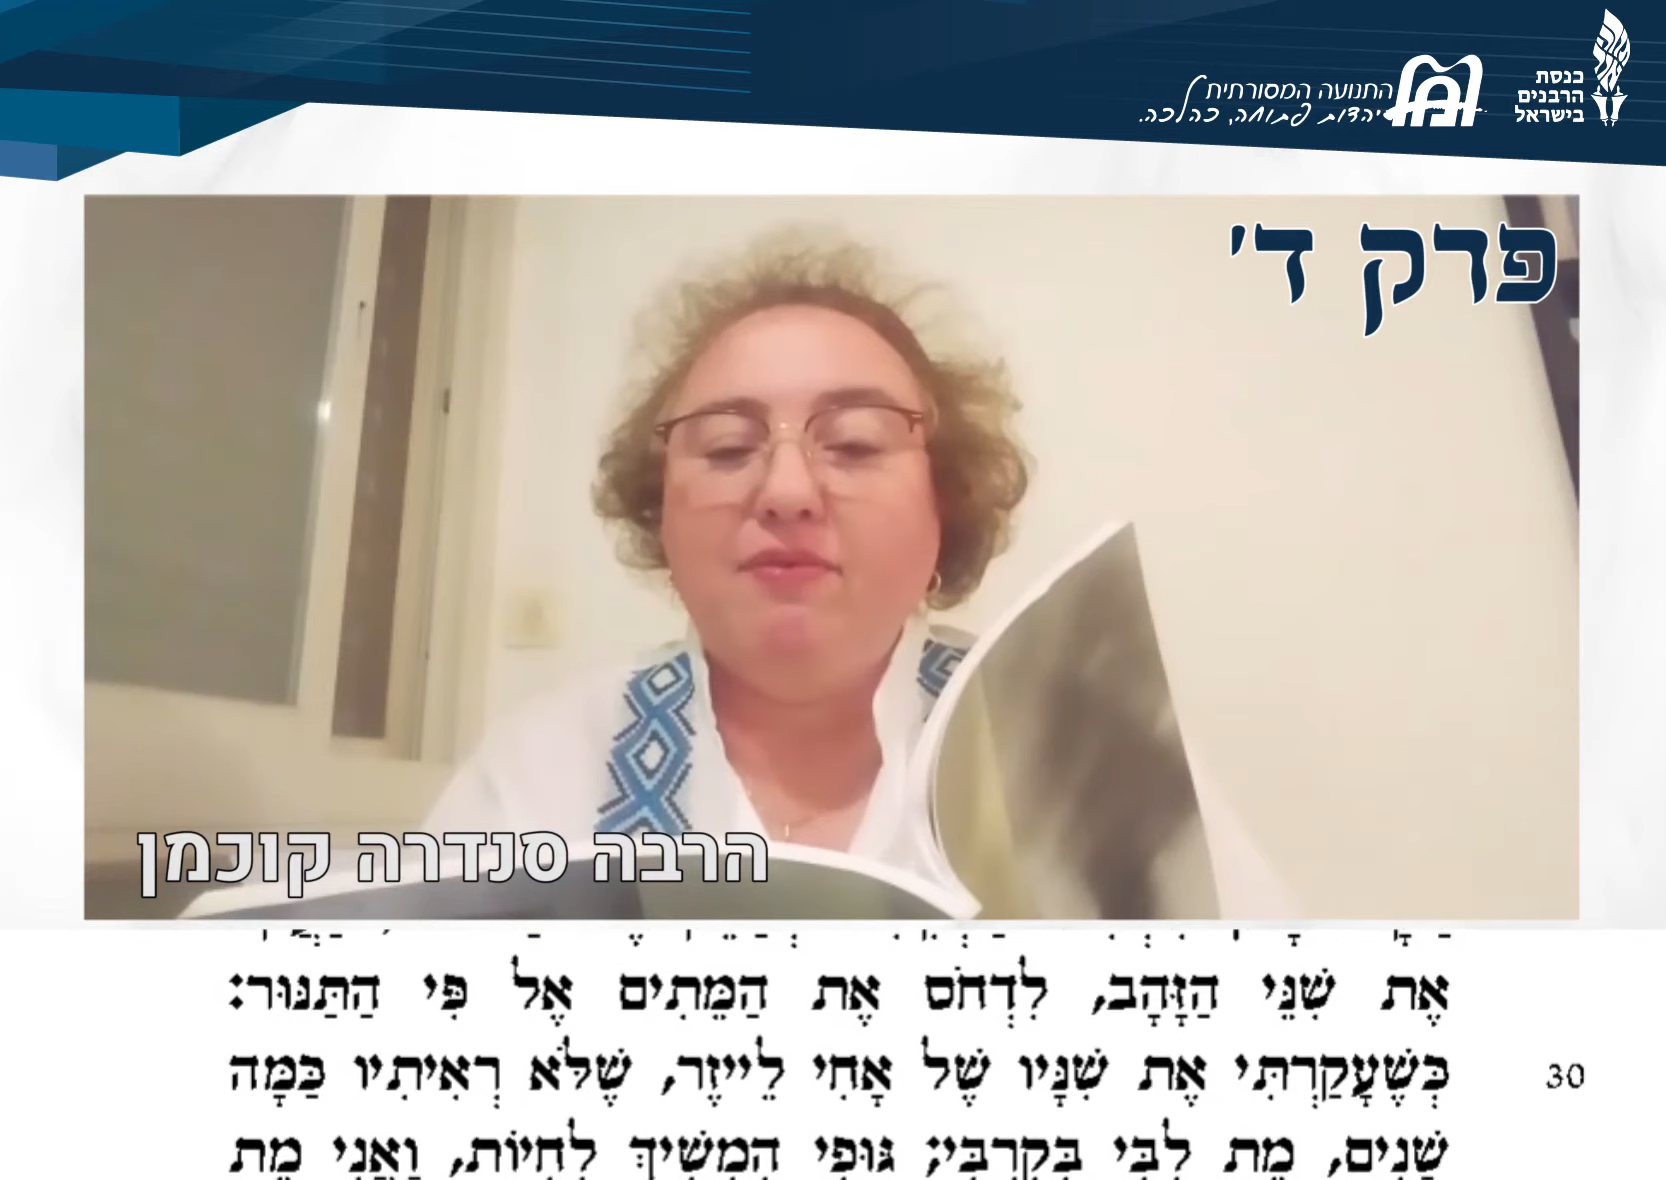 התנועה המסורתית
יהדות פתוחה, כהלכה.
כנסת
הרבנים
בישראל
פרק ד'
הרבה סנדרה קוכמן
אֶת שִׁנֵּי הַזָּהָב, לִדְחֹס אֶת הַמֵּתִים אֶל פִּי הַתַּנּוּר:
כְּשֶׁעָקַרְתִּי אֶת שִׁנָּיו שֶׁל אָחִי לֵייזֶר, שֶׁלֹּא רְאִיתִיו כַּמָּה
30
שָׁנִים, מֵת לִבִּי בְּקִרְבִּי; גּוּפִי הִמְשִׁיךְ לִחְיוֹת, וַאֲנִי מֵת